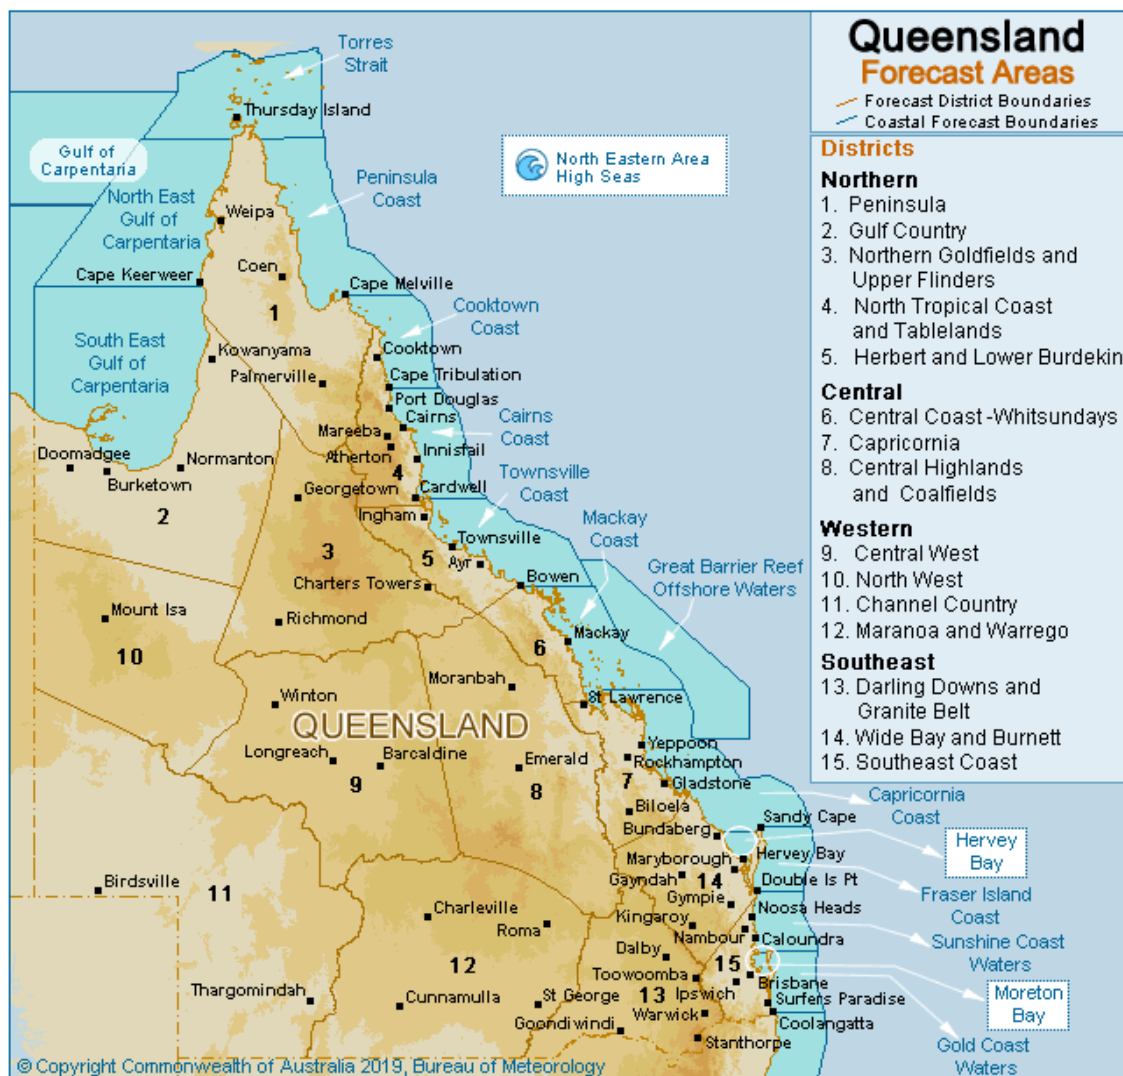 Queensland
Forecast Areas
Forecast District Boundaries
Coastal Forecast Boundaries
Districts
Northern
1. Peninsula
2. Gulf Country
3. Northern Goldfields and
Upper Flinders
4. North Tropical Coast
and Tablelands
5. Herbert and Lower Burdekin
Central
6. Central Coast -Whitsundays
7. Capricornia
8. Central Highlands
and Coalfields
Western
9. Central West
10. North West
11. Channel Country
12. Maranoa and Warrego
Southeast
13. Darling Downs and
Granite Belt
14. Wide Bay and Burnett
15. Southeast Coast
Torres
Strait
Thursday Island
Gulf of
Carpentaria
North Eastern Area
High Seas
Peninsula
Coast
North East
Gulf of
Carpentaria
Weipa
Coen
Cape Keerweer
Cape Melville
1
Cooktown
Coast
South East
Gulf of
Carpentaria
Kowanyama
Cooktown
Palmerville
Cape Tribulation
Port Douglas
Cairns
Cairns
Coast
Mareeba
Atherton
Innisfail
Doomadgee
Normanton
Burketown
4
Townsville
Coast
Georgetown
Cardwell
2
Ingham
Mackay
Coast
3
Townsville
5
Ayr
Great Barrier Reef
Offshore Waters
Charters Towers
Bowen
Mount Isa
Richmond
Mackay
10
6
Moranbah
Winton
St Lawrence
QUEENSLAND
Longreach
Barcaldine
Yeppoon
Emerald
Rockhampton
9
8
7
Gladstone
Capricornia
Coast
Biloela
Sandy Cape
Bundaberg
Hervey
Bay
Maryborough
Hervey Bay
Gayndah
14
Double Is Pt
Birdsville
11
Gympie
Fraser Island
Coast
Charleville
Kingaroy
Noosa Heads
Roma
Nambour
Caloundra
Sunshine Coast
Waters
Dalby
12
15
Toowoomba
Brisbane
Thargomindah
Cunnamulla
St George
13
Ipswich
Surfers Paradise
Moreton
Bay
Warwick
Goondiwindi
Coolangatta
Stanthorpe
Gold Coast
Waters
© Copyright Commonwealth of Australia 2019, Bureau of Meteorology